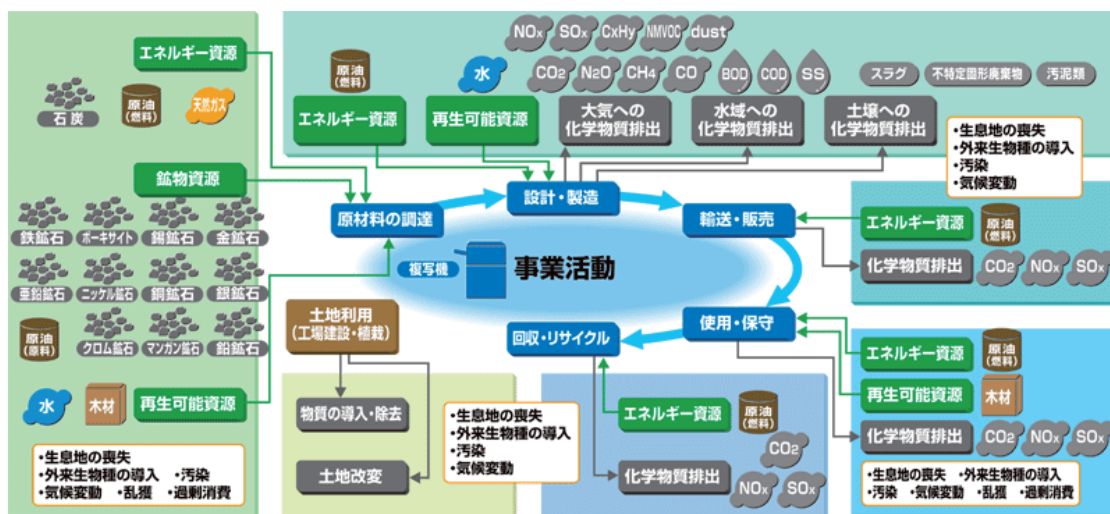 エネルギー資源
石炭
原油
(燃料)
天然ガス
鉱物資源
鉄鉱石
ボーキサイト
錫鉱石
金鉱石
亜鉛鉱石
ニッケル鉱石
銅鉱石
銀鉱石
原油
(原料)
クロム鉱石
マンガン鉱石
鉛鉱石
水
木材
再生可能資源
・生息地の喪失
・外来生物種の導入 ・汚染
・気候変動 ・乱獲 ・過剰消費
原油
(燃料)
エネルギー資源
水
再生可能資源
NOx SOx CxHy NMVOC dust
CO2 N2O CH4 CO
BOD COD SS
スラグ
不特定固形廃棄物
汚泥類
大気への
化学物質排出
水域への
化学物質排出
土壌への
化学物質排出
・生息地の喪失
・外来生物種の導入
・汚染
・気候変動
原材料の調達
設計・製造
輸送・販売
使用・保守
回収・リサイクル
複写機
事業活動
エネルギー資源
原油
(燃料)
化学物質排出
CO2 NOx SOx
エネルギー資源
原油
(燃料)
再生可能資源
木材
化学物質排出
CO2 NOx SOx
・生息地の喪失 ・外来生物種の導入
・汚染 ・気候変動 ・乱獲 ・過剰消費
土地利用
(工場建設・植栽)
物質の導入・除去
土地改変
・生息地の喪失
・外来生物種の導入
・汚染
・気候変動
エネルギー資源
原油
(燃料)
化学物質排出
CO2
NOx SOx